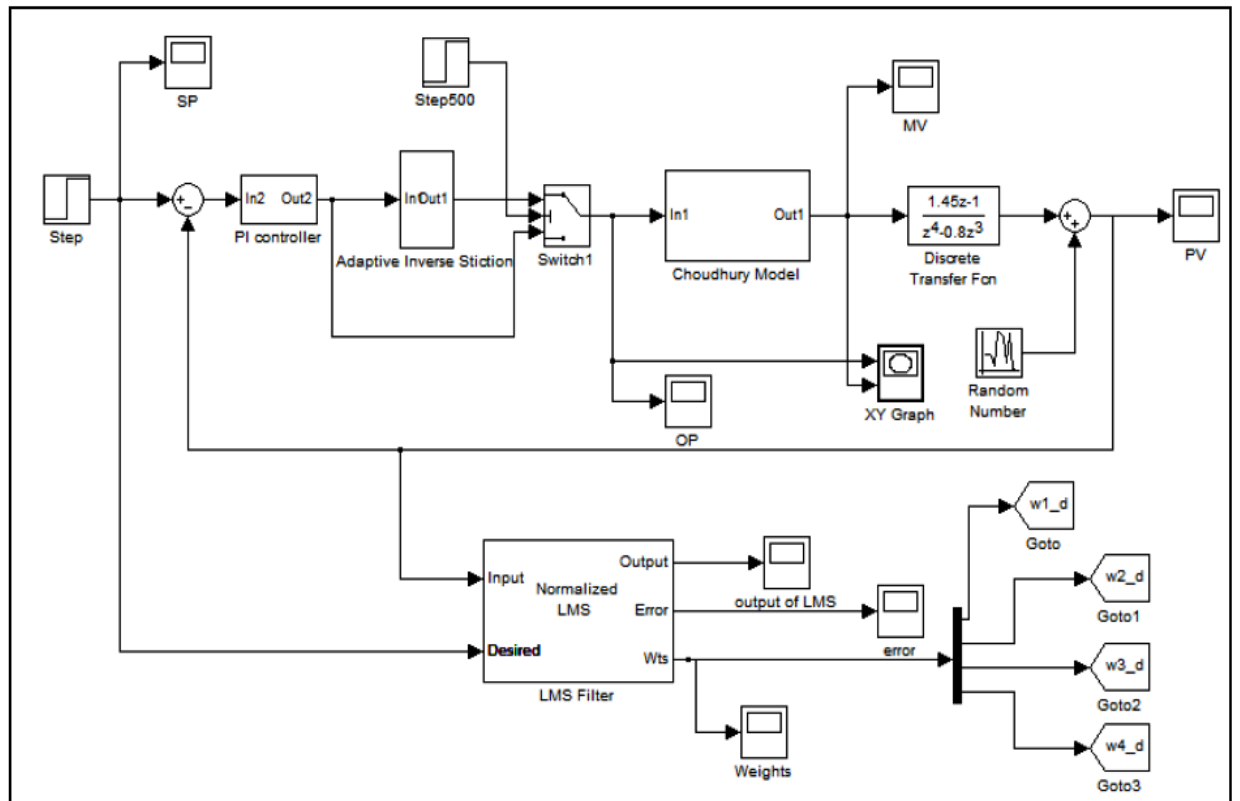 SP
Step500
MV
Step
+
−
In2 Out2
PI controller
In1 Out1
Adaptive Inverse Stiction
Switch1
In1 Out1
Choudhury Model
1.45z-1
z4-0.8z3
Discrete
Transfer Fcn
+
+
PV
OP
XY Graph
Random
Number
Input
Desired
Normalized
LMS
Output
Error
Wts
LMS Filter
output of LMS
error
Weights
w1_d
Goto
w2_d
Goto1
w3_d
Goto2
w4_d
Goto3